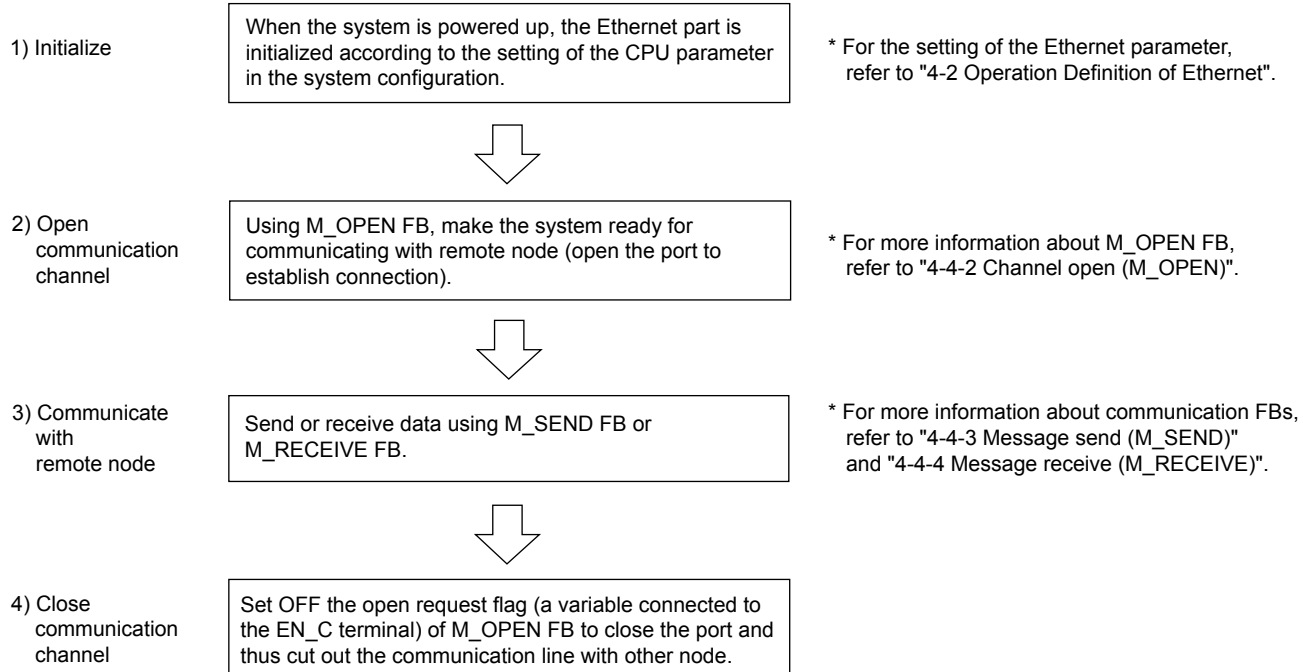 1) Initialize
When the system is powered up, the Ethernet part is
initialized according to the setting of the CPU parameter
in the system configuration.
* For the setting of the Ethernet parameter,
refer to "4-2 Operation Definition of Ethernet".
2) Open
communication
channel
Using M_OPEN FB, make the system ready for
communicating with remote node (open the port to
establish connection).
* For more information about M_OPEN FB,
refer to "4-4-2 Channel open (M_OPEN)".
3) Communicate
with
remote node
Send or receive data using M_SEND FB or
M_RECEIVE FB.
* For more information about communication FBs,
refer to "4-4-3 Message send (M_SEND)"
and "4-4-4 Message receive (M_RECEIVE)".
4) Close
communication
channel
Set OFF the open request flag (a variable connected to
the EN_C terminal) of M_OPEN FB to close the port and
thus cut out the communication line with other node.